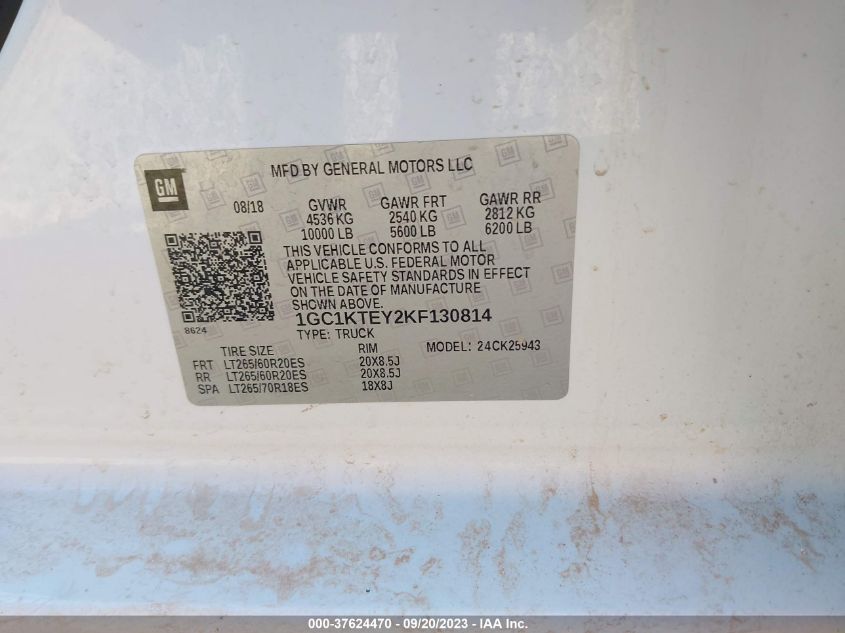 MFD BY GENERAL MOTORS LLC
GM
08/18 GVWR GAWR FRT GAWR RR
4536 KG 2540 KG 2812 KG
10000 LB 5600 LB 6200 LB
THIS VEHICLE CONFORMS TO ALL
APPLICABLE U.S. FEDERAL MOTOR
VEHICLE SAFETY STANDARDS IN EFFECT
ON THE DATE OF MANUFACTURE
SHOWN ABOVE.
8624 1GC1KTEY2KF130814
TYPE: TRUCK
TIRE SIZE RIM MODEL: 24CK25943
FRT LT265/60R20ES 20X8.5J
RR LT265/60R20ES 20X8.5J
SPA LT265/70R18ES 18X8J
000-37624470 - 09/20/2023 - COPYRIGHT IAA, Inc.